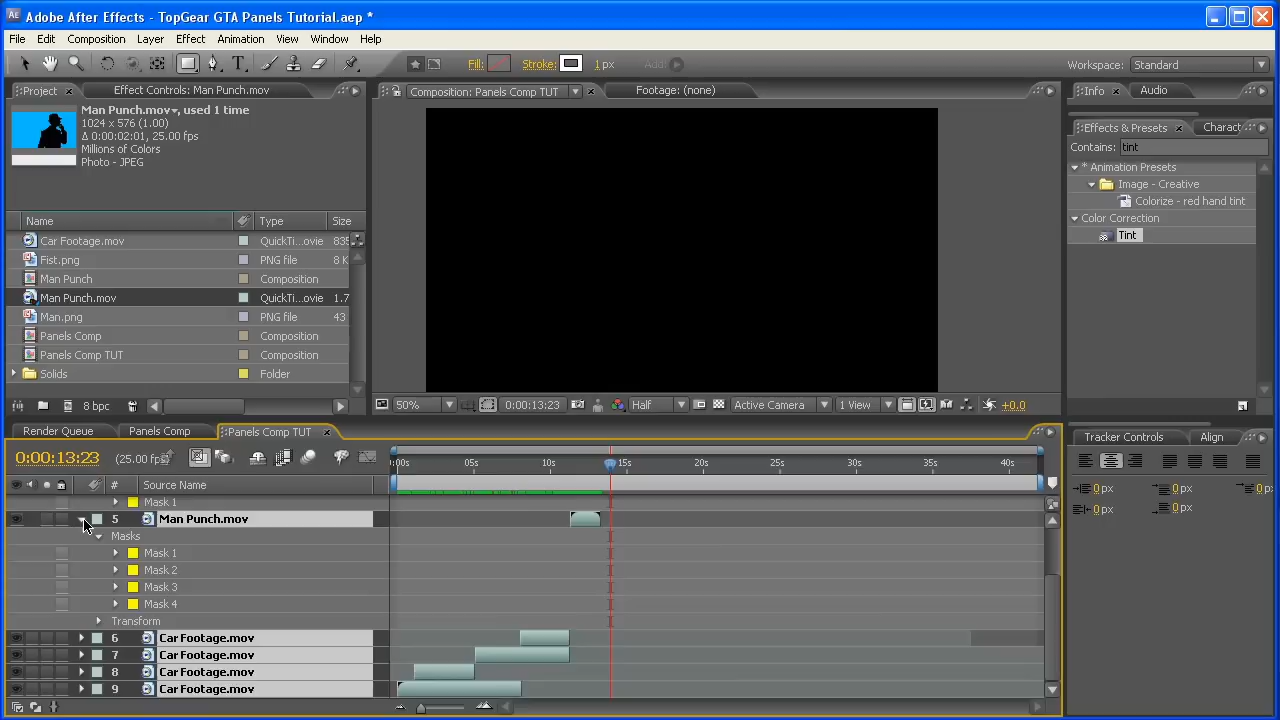 Adobe After Effects - TopGear GTA Panels Tutorial.aep *
File Edit Composition Layer Effect Animation View Window Help
Fill: Stroke: 1 px Add: Workspace: Standard
Project Effect Controls: Man Punch.mov Composition: Panels Comp TUT Footage: (none) Info Audio
Man Punch.mov, used 1 time
1024 x 576 (1.00)
Δ 0:00:02:01, 25.00 fps
Millions of Colors
Photo - JPEG
Effects & Presets Charact
Contains: tint
* Animation Presets
Image - Creative
Colorize - red hand tint
Color Correction
Tint
Name Type Size
Car Footage.mov QuickTi...ovie 835
Fist.png PNG file 8 K
Man Punch Composition
Man Punch.mov QuickTi...ovie 1.7
Man.png PNG file 43
Panels Comp Composition
Panels Comp TUT Composition
Solids Folder
8 bpc
50% 0:00:13:23 Half Active Camera 1 View +0.0
Render Queue Panels Comp Panels Comp TUT
Tracker Controls Align
0:00:13:23 (25.00 fps)
:00s 05s 10s 15s 20s 25s 30s 35s 40s
# Source Name
0 px 0 px 0 px
0 px 0 px
Mask 1
5 Man Punch.mov
Masks
Mask 1
Mask 2
Mask 3
Mask 4
Transform
6 Car Footage.mov
7 Car Footage.mov
8 Car Footage.mov
9 Car Footage.mov